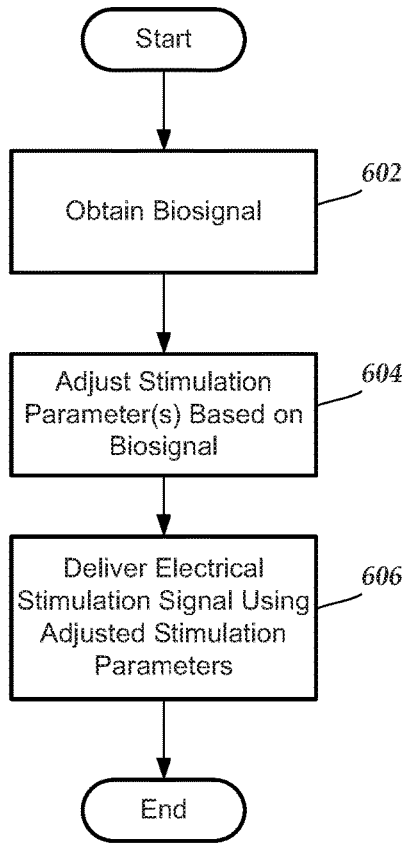 Start
602
Obtain Biosignal
604
Adjust Stimulation
Parameter(s) Based on
Biosignal
606
Deliver Electrical
Stimulation Signal Using
Adjusted Stimulation
Parameters
End